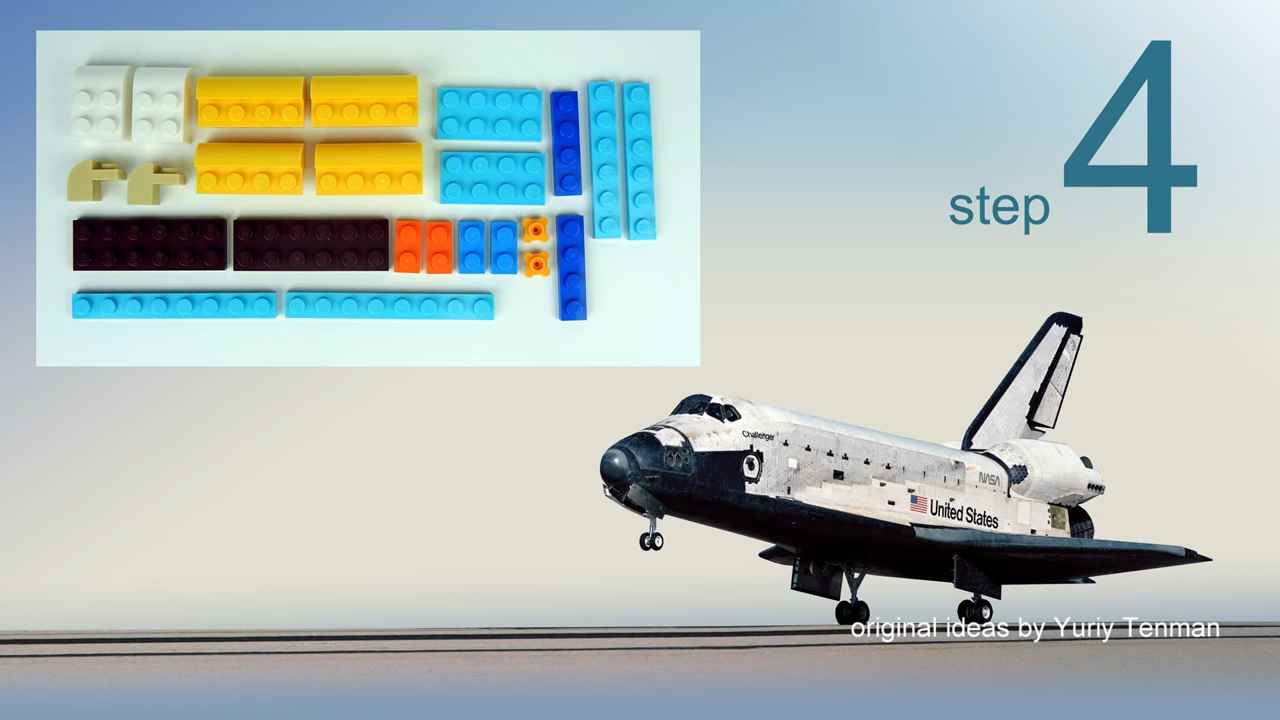 step 4
Challenger
NASA
United States
original ideas by Yuriy Tenman